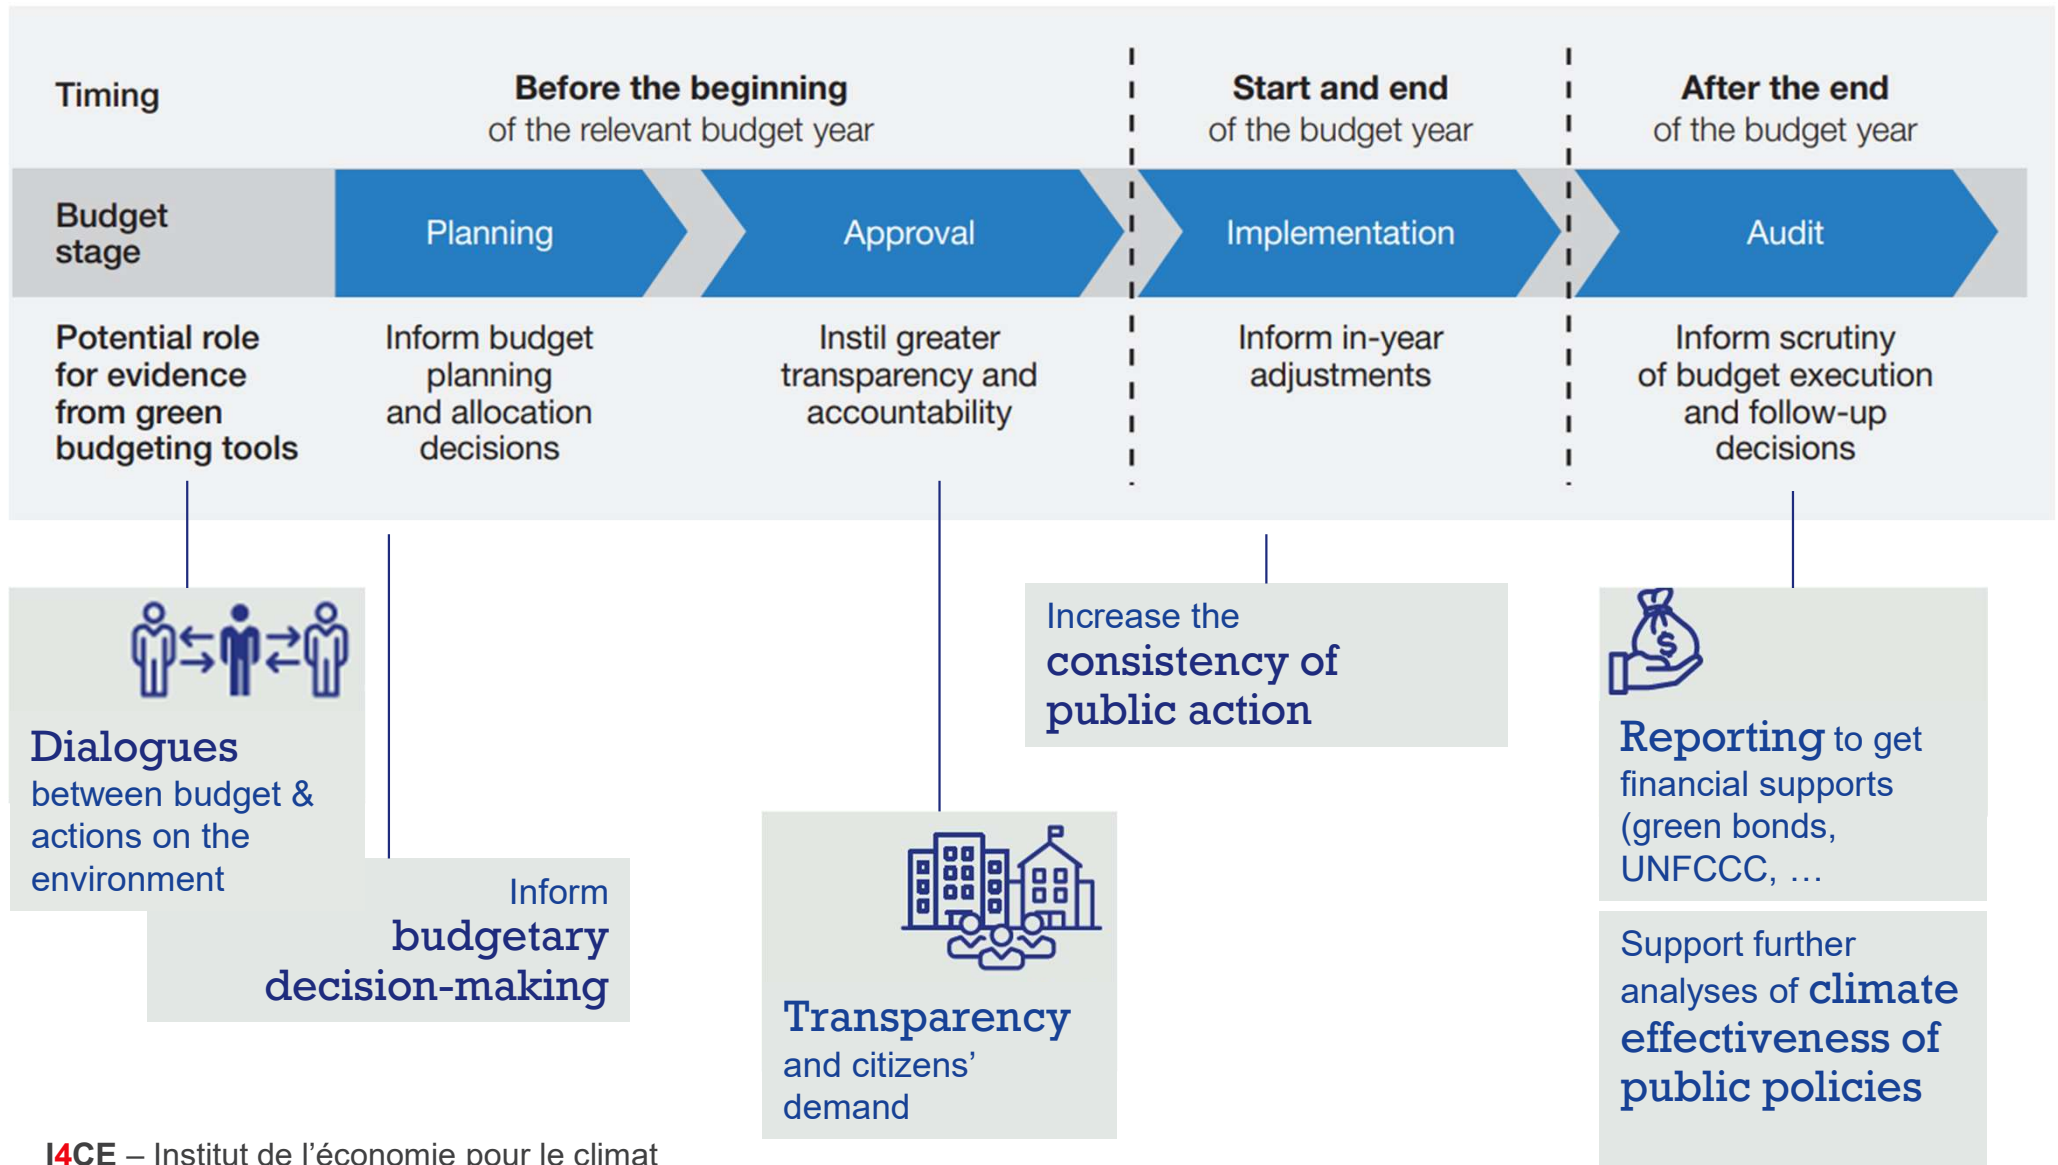 Timing
Before the beginning
of the relevant budget year
Start and end
of the budget year
After the end
of the budget year
Budget
stage
Planning
Approval
Implementation
Audit
Potential role
for evidence
from green
budgeting tools
Inform budget
planning
and allocation
decisions
Instil greater
transparency and
accountability
Inform in-year
adjustments
Inform scrutiny
of budget execution
and follow-up
decisions
Dialogues
between budget &
actions on the
environment
Inform
budgetary
decision-making
Transparency
and citizens’
demand
Increase the
consistency of
public action
$
Reporting to get
financial supports
(green bonds,
UNFCCC, …
Support further
analyses of climate
effectiveness of
public policies
I4CE – Institut de l’économie pour le climat